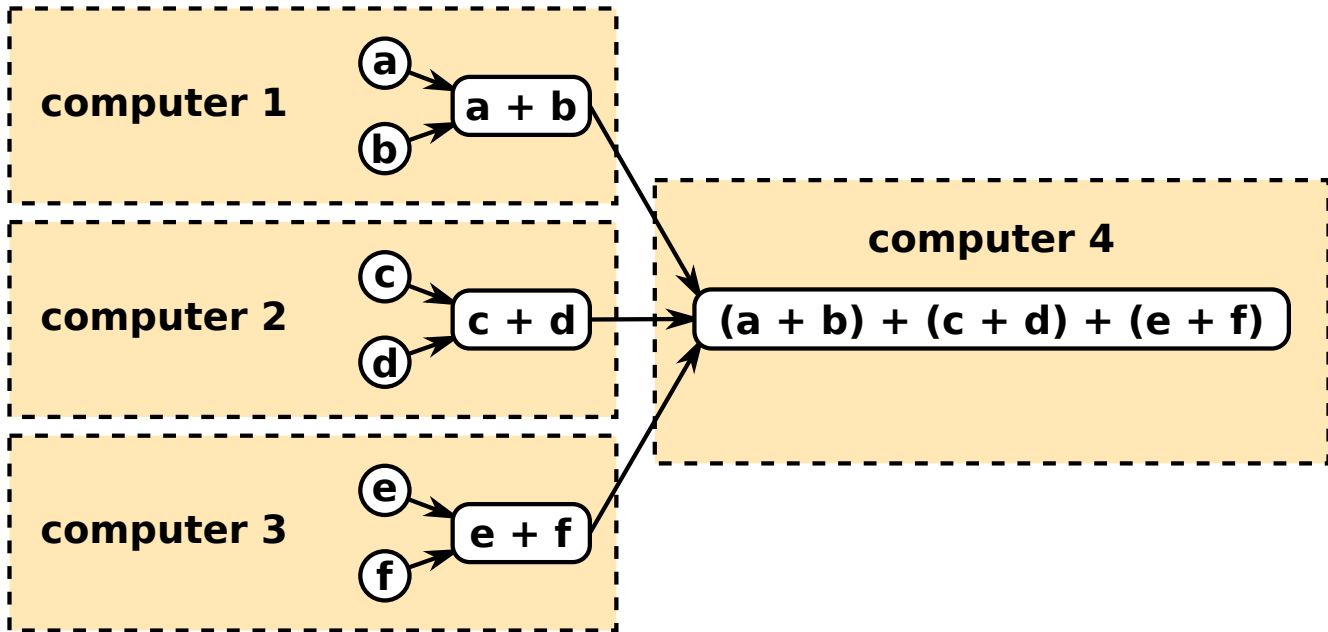 computer 1
a
b
a + b
computer 2
c
d
c + d
computer 3
e
f
e + f
computer 4
(a + b) + (c + d) + (e + f)